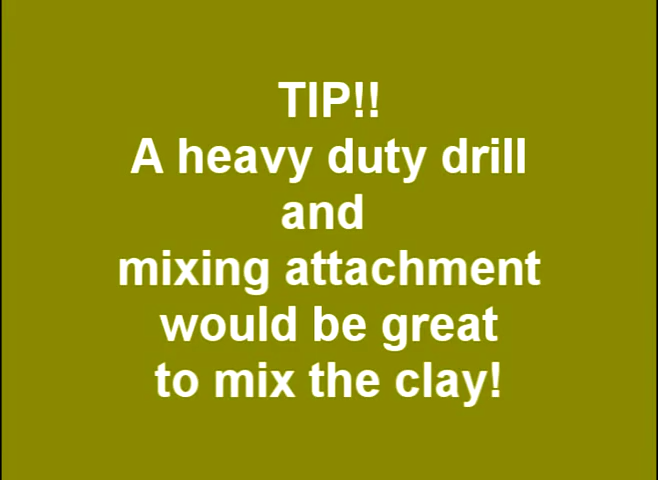 TIP!!
A heavy duty drill
and
mixing attachment
would be great
to mix the clay!